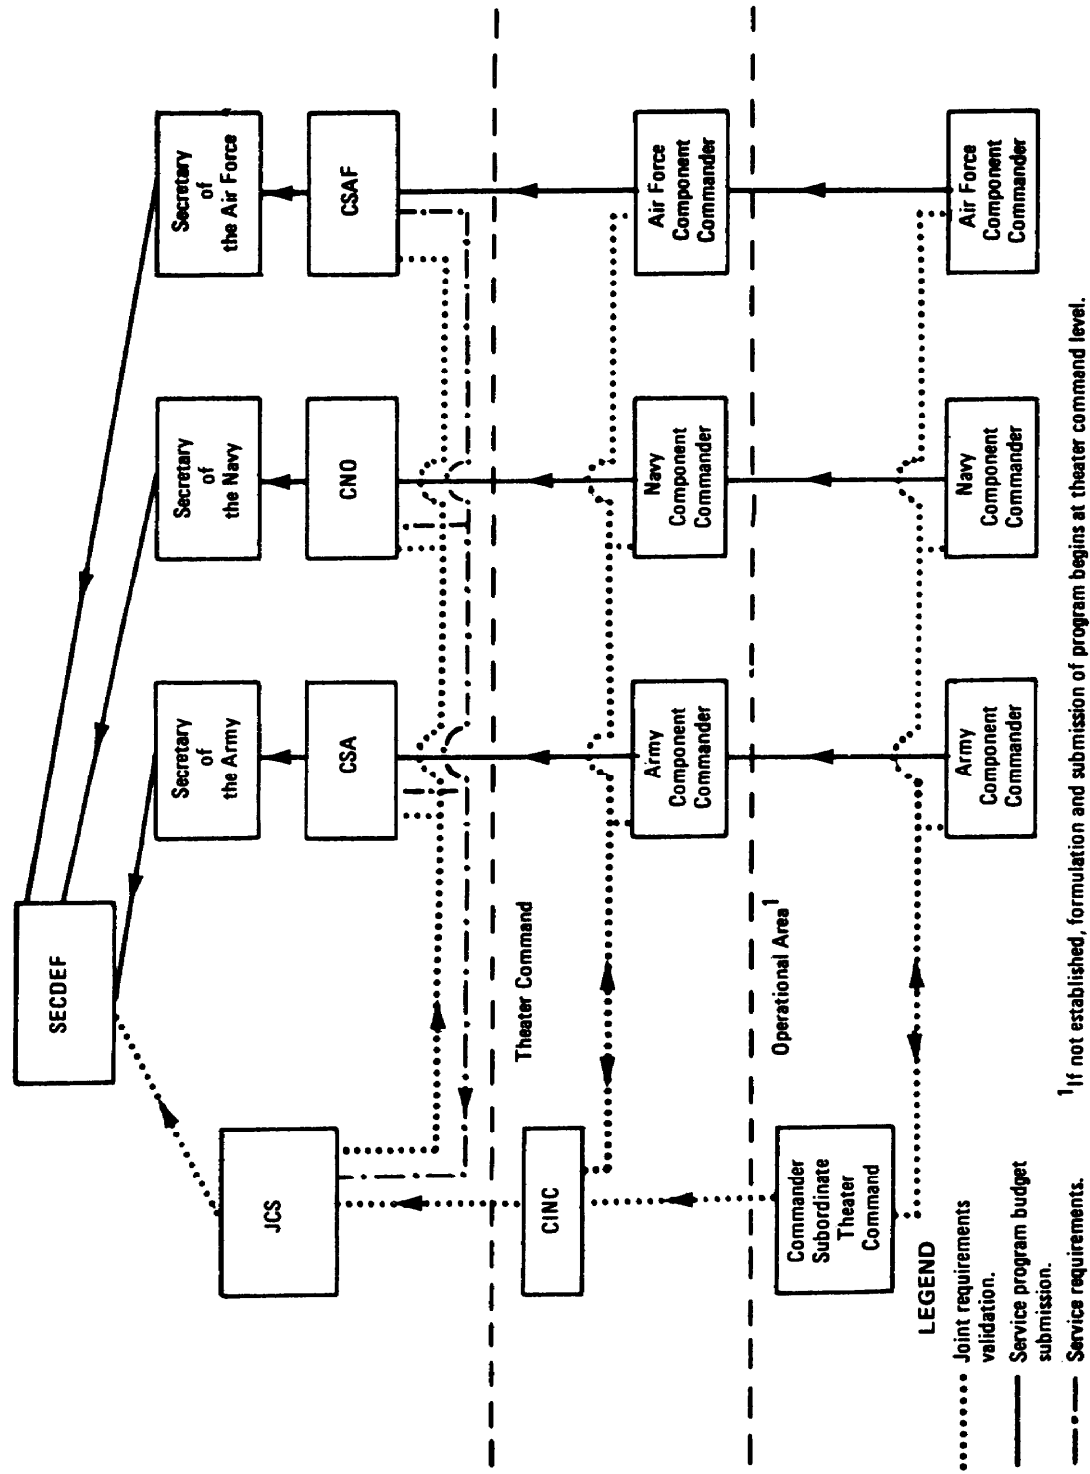 SECDEF
Secretary
of
the Army
Secretary
of
the Navy
Secretary
of
the Air Force
JCS
CSA
CNO
CSAF
Theater Command
CINC
Army
Component
Commander
Navy
Component
Commander
Air Force
Component
Commander
Operational Area1
Commander
Subordinate
Theater
Command
Army
Component
Commander
Navy
Component
Commander
Air Force
Component
Commander
LEGEND
Joint requirements
validation.
Service program budget
submission.
Service requirements.
1If not established, formulation and submission of program begins at theater command level.